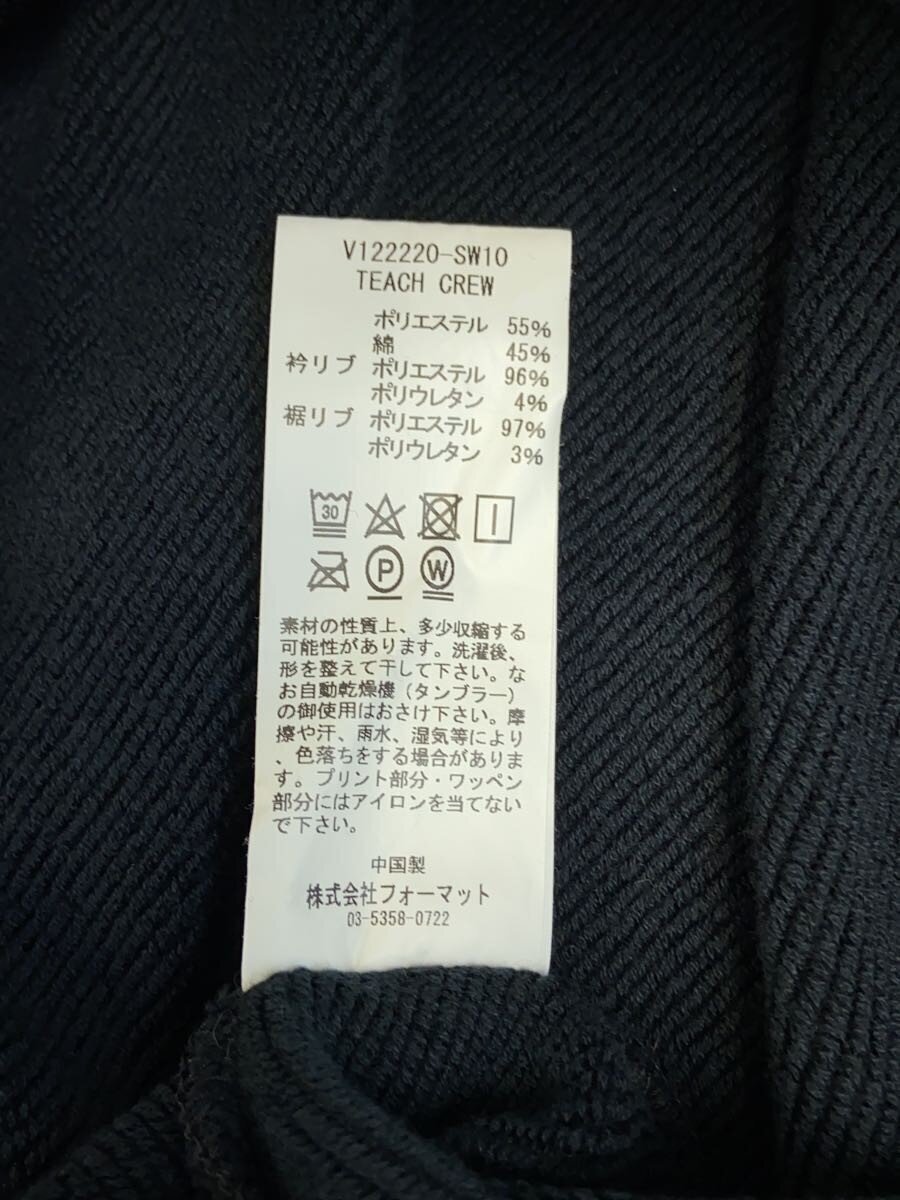 V122220-SW10
TEACH CREW
ポリエステル 55%
綿 45%
衿リブ ポリエステル 96%
ポリウレタン 4%
裾リブ ポリエステル 97%
ポリウレタン 3%
30
P W
素材の性質上、多少収縮する
可能性があります。洗濯後、
形を整えて干して下さい。な
お自動乾燥機(タンブラー)
の御使用はおさけ下さい。摩
擦や汗、雨水、湿気等により
、色落ちをする場合がありま
す。プリント部分・ワッペン
部分にはアイロンを当てない
で下さい。
中国製
株式会社フォーマット
03-5358-0722